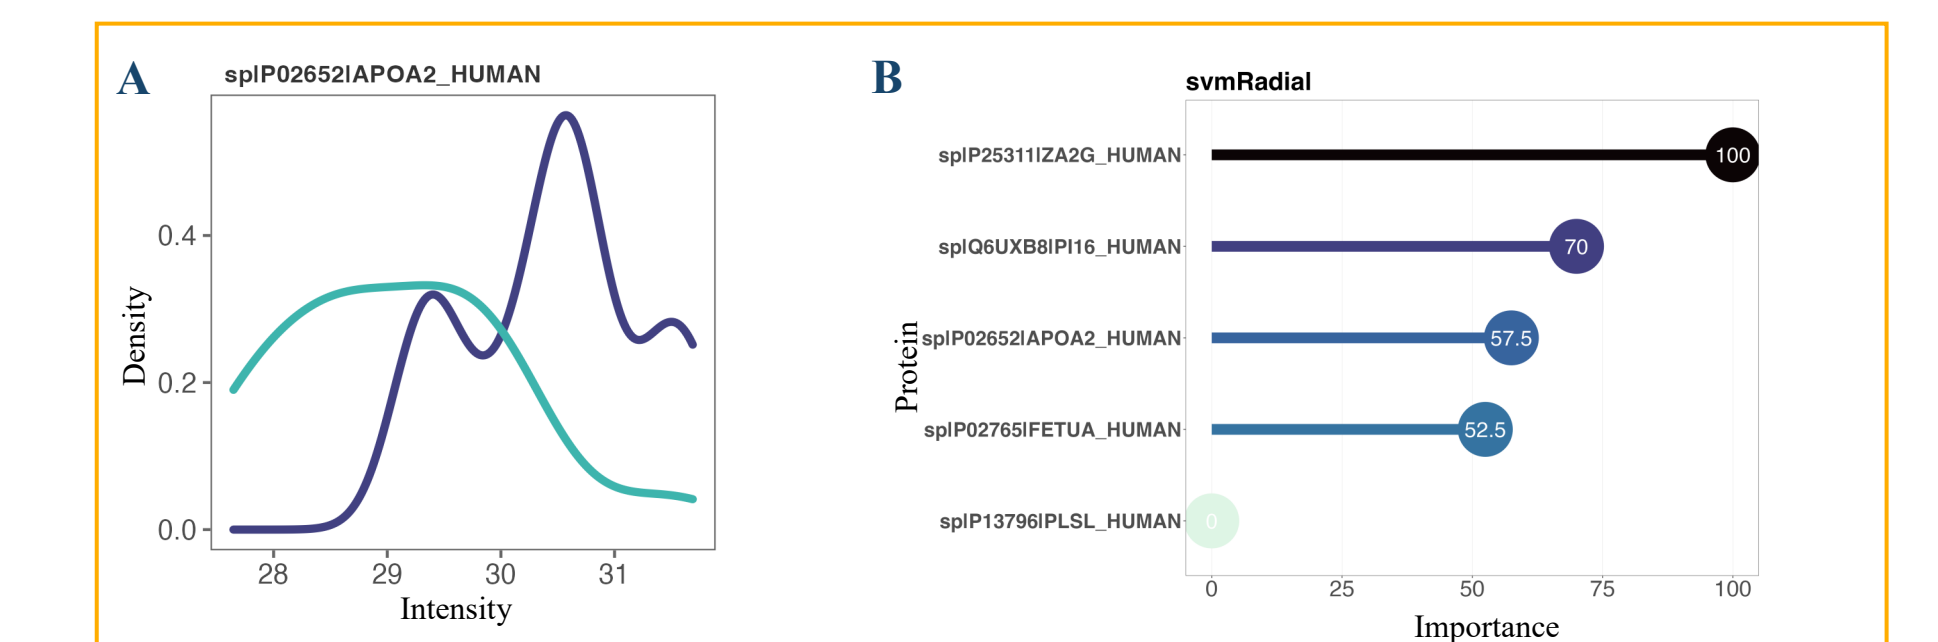 A
sp|P02652|APOA2_HUMAN
Density
0.4
0.2
0.0
28 29 30 31
Intensity
B
svmRadial
Protein
sp|P25311|ZA2G_HUMAN 100
sp|Q6UXB8|PI16_HUMAN 70
sp|P02652|APOA2_HUMAN 57.5
sp|P02765|FETUA_HUMAN 52.5
sp|P13796|PLSL_HUMAN 0
0 25 50 75 100
Importance